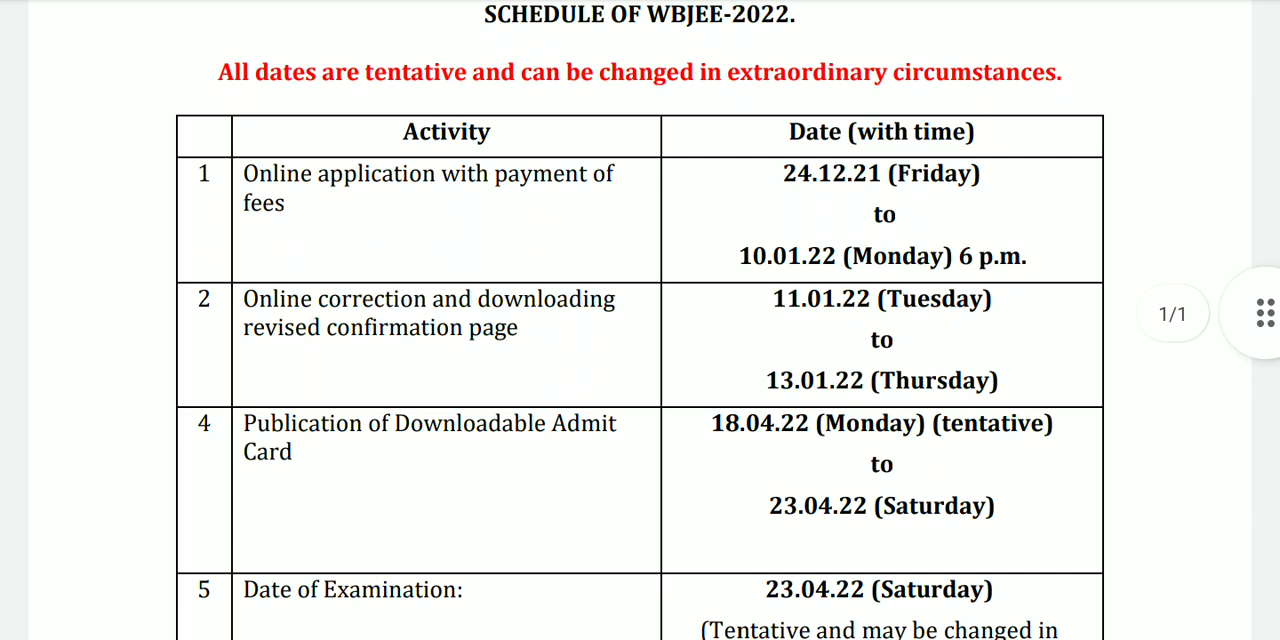 SCHEDULE OF WBJEE-2022.
All dates are tentative and can be changed in extraordinary circumstances.
Activity
Date (with time)
1
Online application with payment of
fees
24.12.21 (Friday)
to
10.01.22 (Monday) 6 p.m.
2
Online correction and downloading
revised confirmation page
11.01.22 (Tuesday)
to
13.01.22 (Thursday)
4
Publication of Downloadable Admit
Card
18.04.22 (Monday) (tentative)
to
23.04.22 (Saturday)
5
Date of Examination:
23.04.22 (Saturday)
(Tentative and may be changed in
1/1